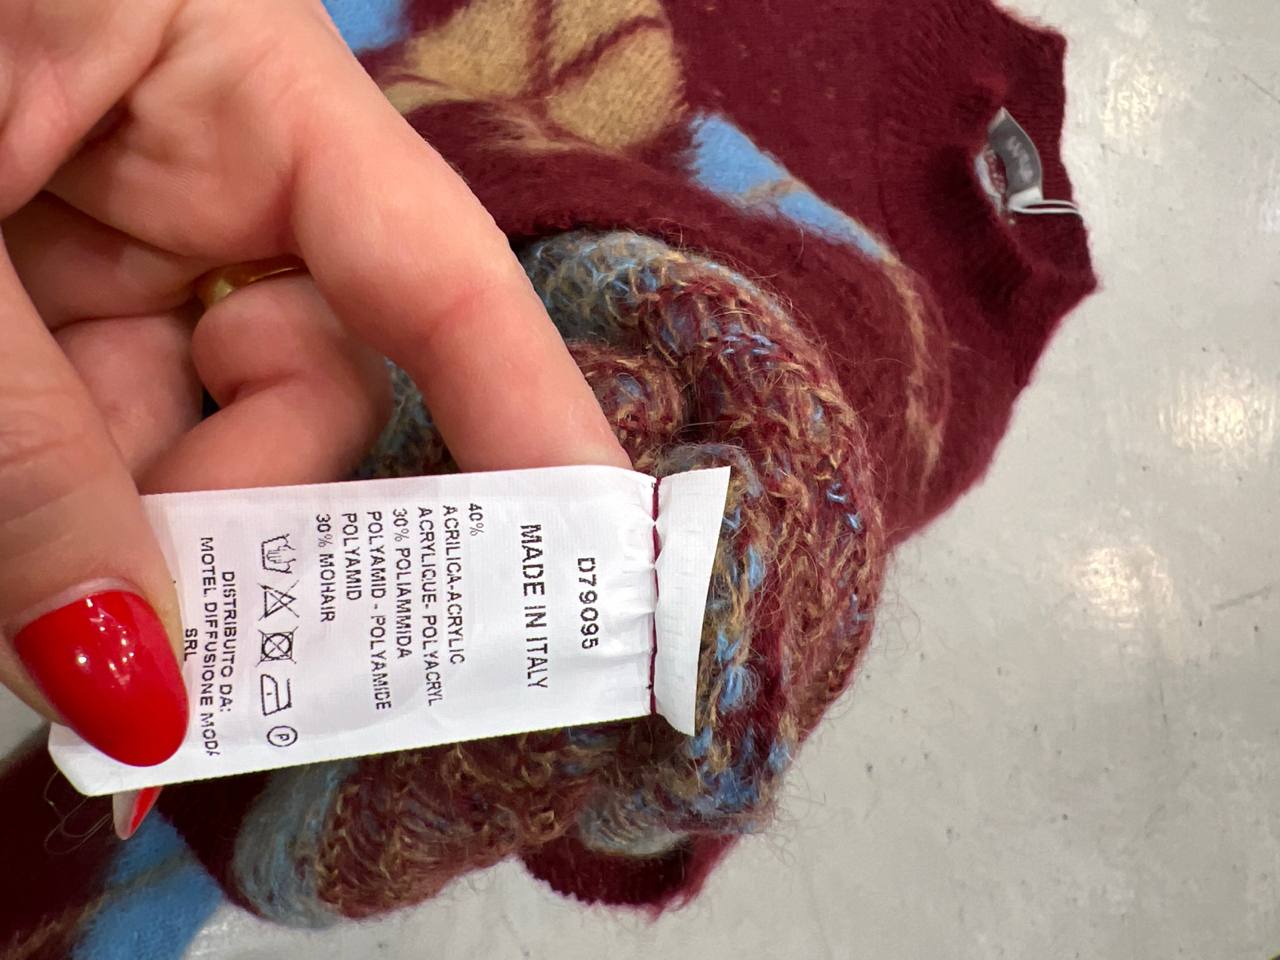 D79095
MADE IN ITALY
40%
ACRILICA-ACRYLIC
ACRYLIQUE- POLYACRYL
30% POLIAMMIDA
POLYAMID - POLYAMIDE
POLYAMID
30% MOHAIR
P
DISTRIBUITO DA:
MOTEL DIFFUSIONE MODA
SRL